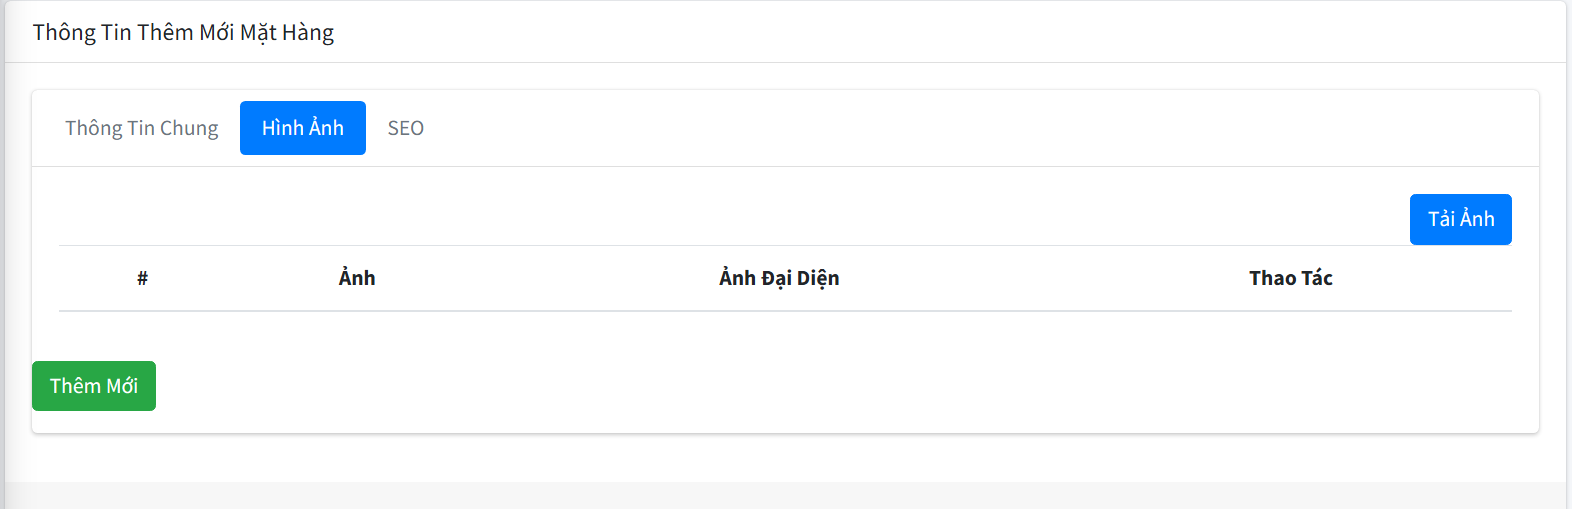 Thông Tin Thêm Mới Mặt Hàng
Thông Tin Chung Hình Ảnh SEO
Tải Ảnh
# Ảnh Ảnh Đại Diện Thao Tác
Thêm Mới